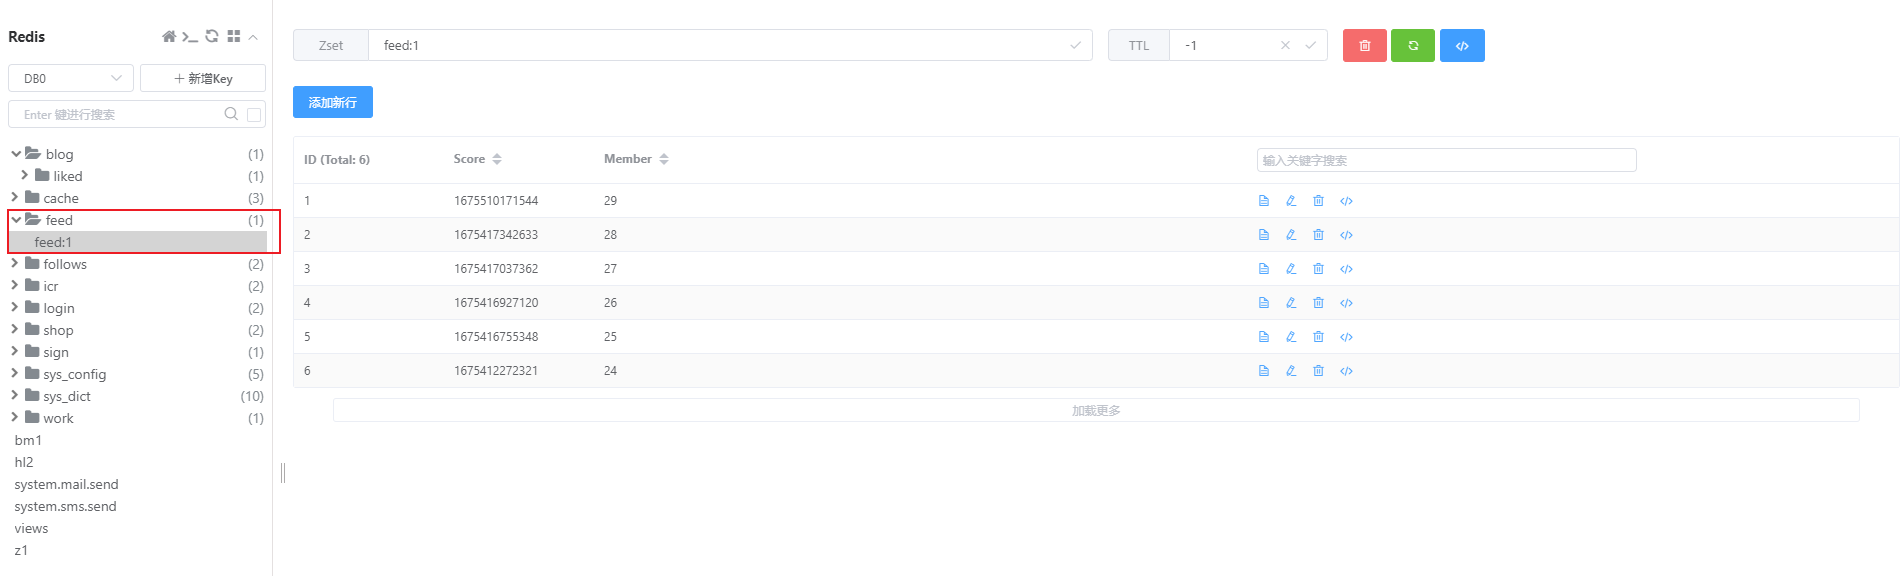 Redis
DB0
新增Key
Enter 键进行搜索
blog (1)
liked (1)
cache (3)
feed (1)
feed:1
follows (2)
icr (2)
login (2)
shop (2)
sign (1)
sys_config (5)
sys_dict (10)
work (1)
bm1
hl2
system.mail.send
system.sms.send
views
z1
Zset feed:1 TTL -1
添加新行
ID (Total: 6) Score Member 输入关键字搜索
1 1675510171544 29
2 1675417342633 28
3 1675417037362 27
4 1675416927120 26
5 1675416755348 25
6 1675412272321 24
加载更多